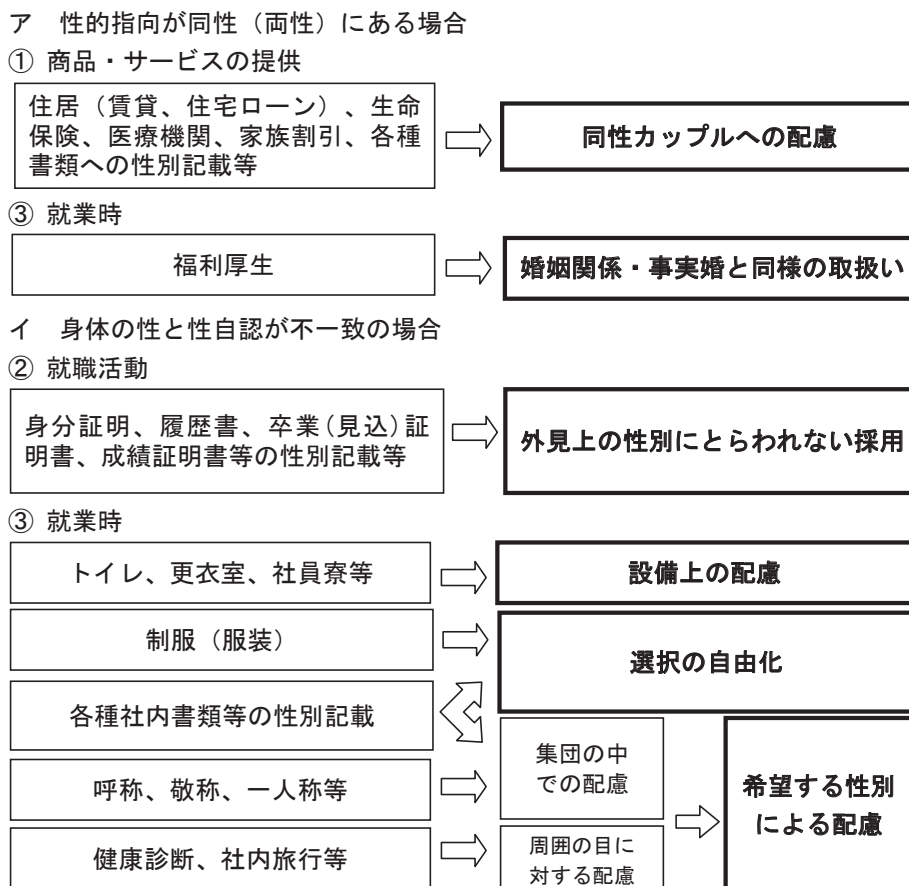 ア　性的指向が同性（両性）にある場合
① 商品・サービスの提供
住居（賃貸、住宅ローン）、生命
保険、医療機関、家族割引、各種
書類への性別記載等
同性カップルへの配慮
③ 就業時
福利厚生
婚姻関係・事実婚と同様の取扱い
イ　身体の性と性自認が不一致の場合
② 就職活動
身分証明、履歴書、卒業(見込)証
明書、成績証明書等の性別記載等
外見上の性別にとらわれない採用
③ 就業時
トイレ、更衣室、社員寮等
設備上の配慮
制服（服装）
選択の自由化
各種社内書類等の性別記載
呼称、敬称、一人称等
集団の中
での配慮
健康診断、社内旅行等
周囲の目に
対する配慮
希望する性別
による配慮